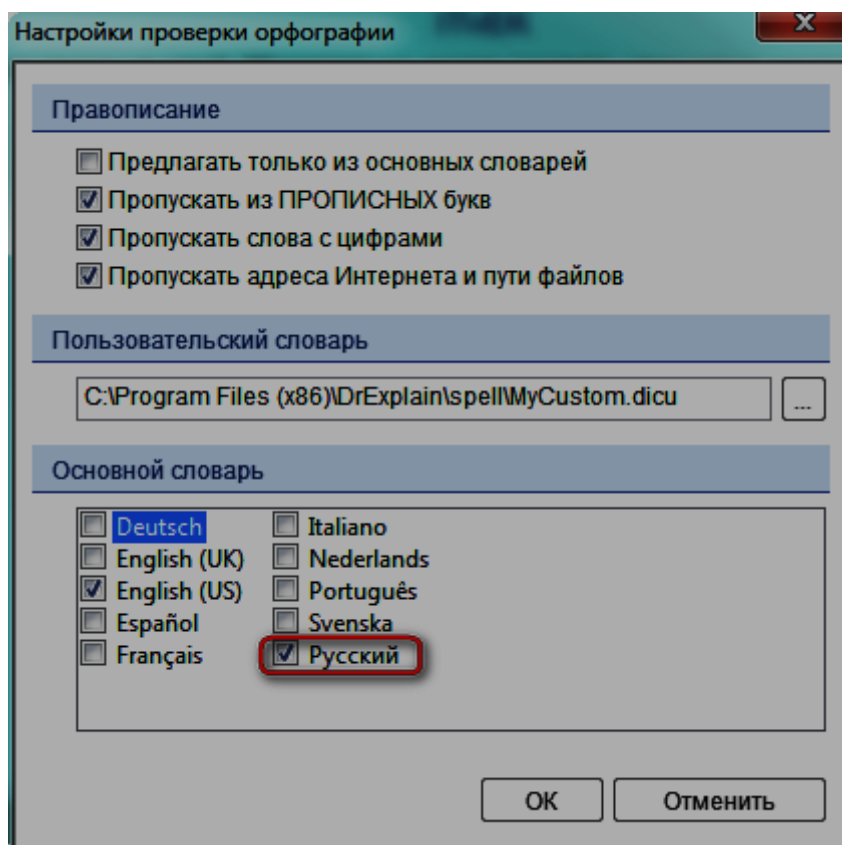 Настройки проверки орфографии
Правописание
Предлагать только из основных словарей
Пропускать из ПРОПИСНЫХ букв
Пропускать слова с цифрами
Пропускать адреса Интернета и пути файлов
Пользовательский словарь
C:\Program Files (x86)\DrExplain\spell\MyCustom.dicu
...
Основной словарь
Deutsch
English (UK)
English (US)
Español
Français
Italiano
Nederlands
Português
Svenska
Русский
ОК
Отменить